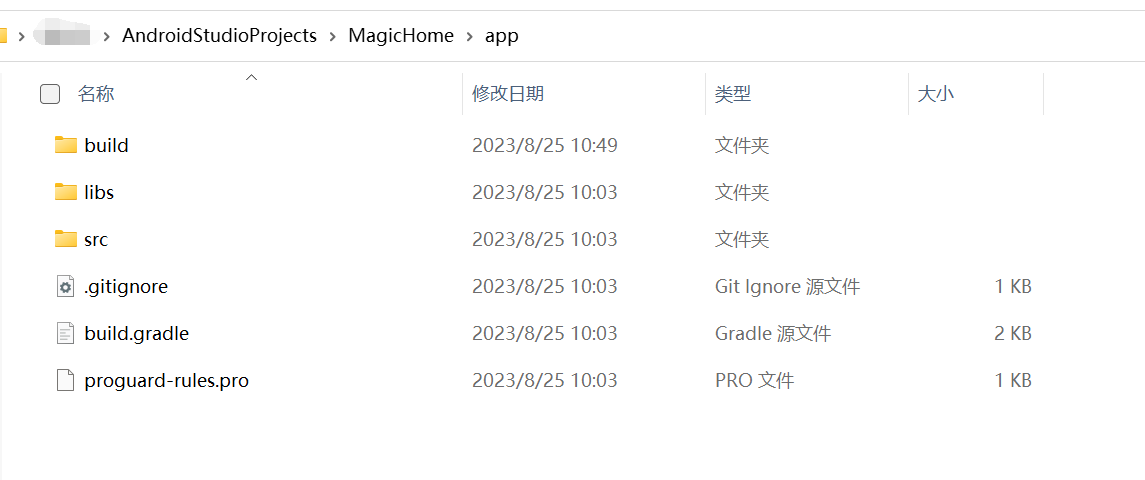 AndroidStudioProjects > MagicHome > app
名称 修改日期 类型 大小
build 2023/8/25 10:49 文件夹
libs 2023/8/25 10:03 文件夹
src 2023/8/25 10:03 文件夹
.gitignore 2023/8/25 10:03 Git Ignore 源文件 1 KB
build.gradle 2023/8/25 10:03 Gradle 源文件 2 KB
proguard-rules.pro 2023/8/25 10:03 PRO 文件 1 KB